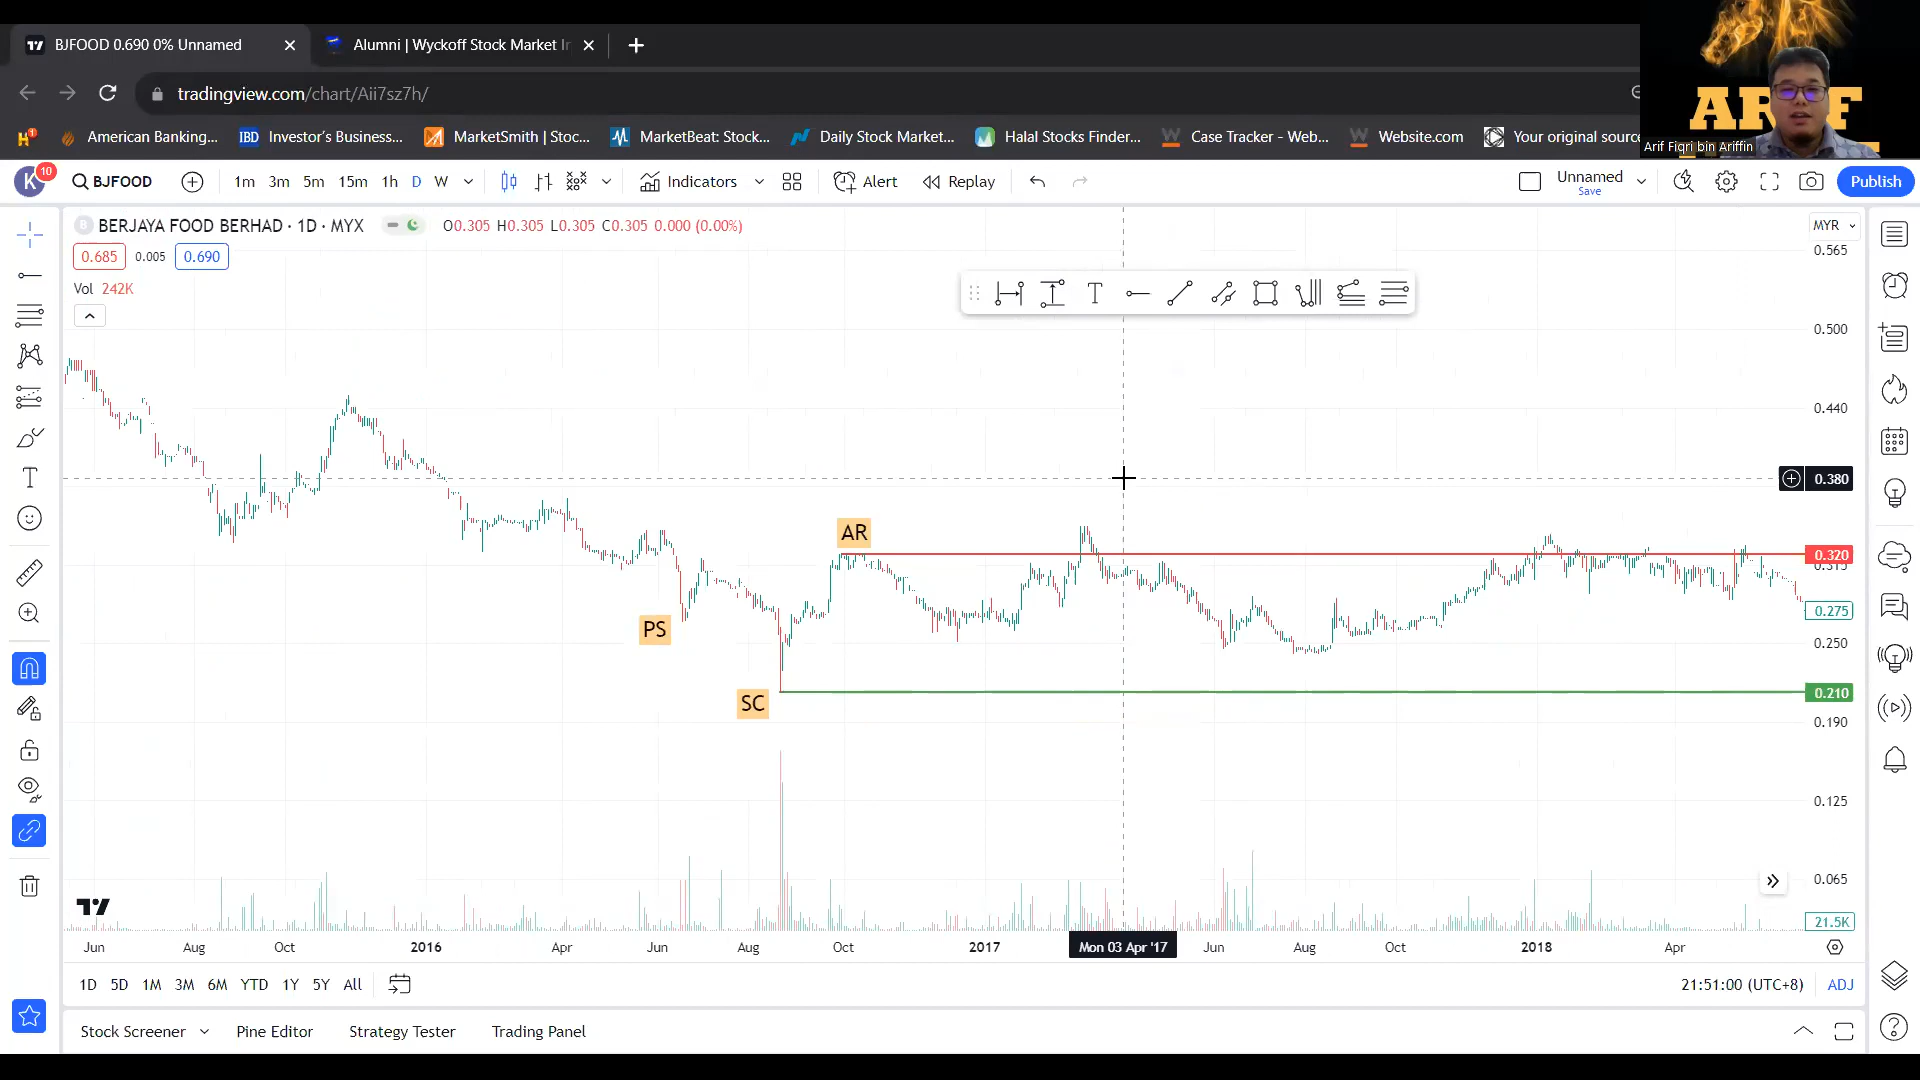 BJFOOD 0.690 0% Unnamed
Alumni | Wyckoff Stock Market
tradingview.com/chart/Aii7sz7h/
American Banking...
IBD Investor's Business...
MarketSmith | Stoc...
MarketBeat: Stock...
Daily Stock Market...
Halal Stocks Finder...
Case Tracker - Web...
Website.com
Your original source
Arif Fiqri bin Ariffin
K 10
BJFOOD
1m 3m 5m 15m 1h D W
Indicators
Alert
Replay
Unnamed
Save
Publish
BERJAYA FOOD BERHAD · 1D · MYX
O0.305 H0.305 L0.305 C0.305 0.000 (0.00%)
MYR
0.685 0.005 0.690
Vol 242K
0.565
0.500
0.440
0.380
AR
0.320
0.315
0.275
PS
0.250
SC
0.210
0.190
0.125
0.065
21.5K
Jun Aug Oct 2016 Apr Jun Aug Oct 2017 Mon 03 Apr '17 Jun Aug Oct 2018 Apr
1D 5D 1M 3M 6M YTD 1Y 5Y All
21:51:00 (UTC+8) ADJ
Stock Screener Pine Editor Strategy Tester Trading Panel